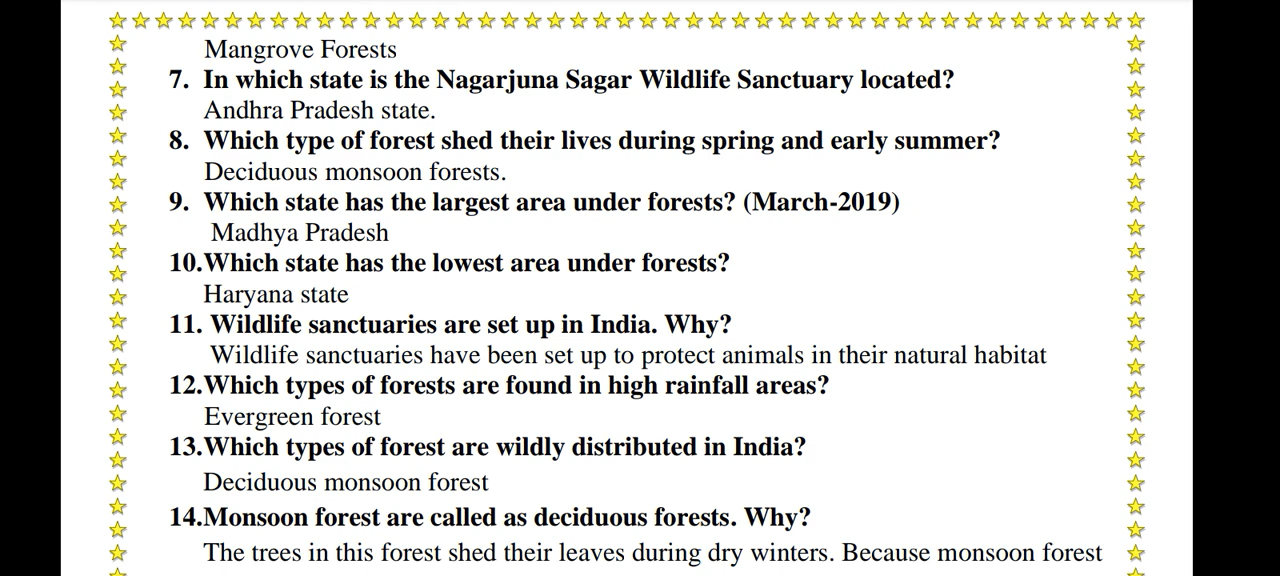 Mangrove Forests
7. In which state is the Nagarjuna Sagar Wildlife Sanctuary located?
Andhra Pradesh state.
8. Which type of forest shed their lives during spring and early summer?
Deciduous monsoon forests.
9. Which state has the largest area under forests? (March-2019)
Madhya Pradesh
10.Which state has the lowest area under forests?
Haryana state
11. Wildlife sanctuaries are set up in India. Why?
Wildlife sanctuaries have been set up to protect animals in their natural habitat
12.Which types of forests are found in high rainfall areas?
Evergreen forest
13.Which types of forest are wildly distributed in India?
Deciduous monsoon forest
14.Monsoon forest are called as deciduous forests. Why?
The trees in this forest shed their leaves during dry winters. Because monsoon forest